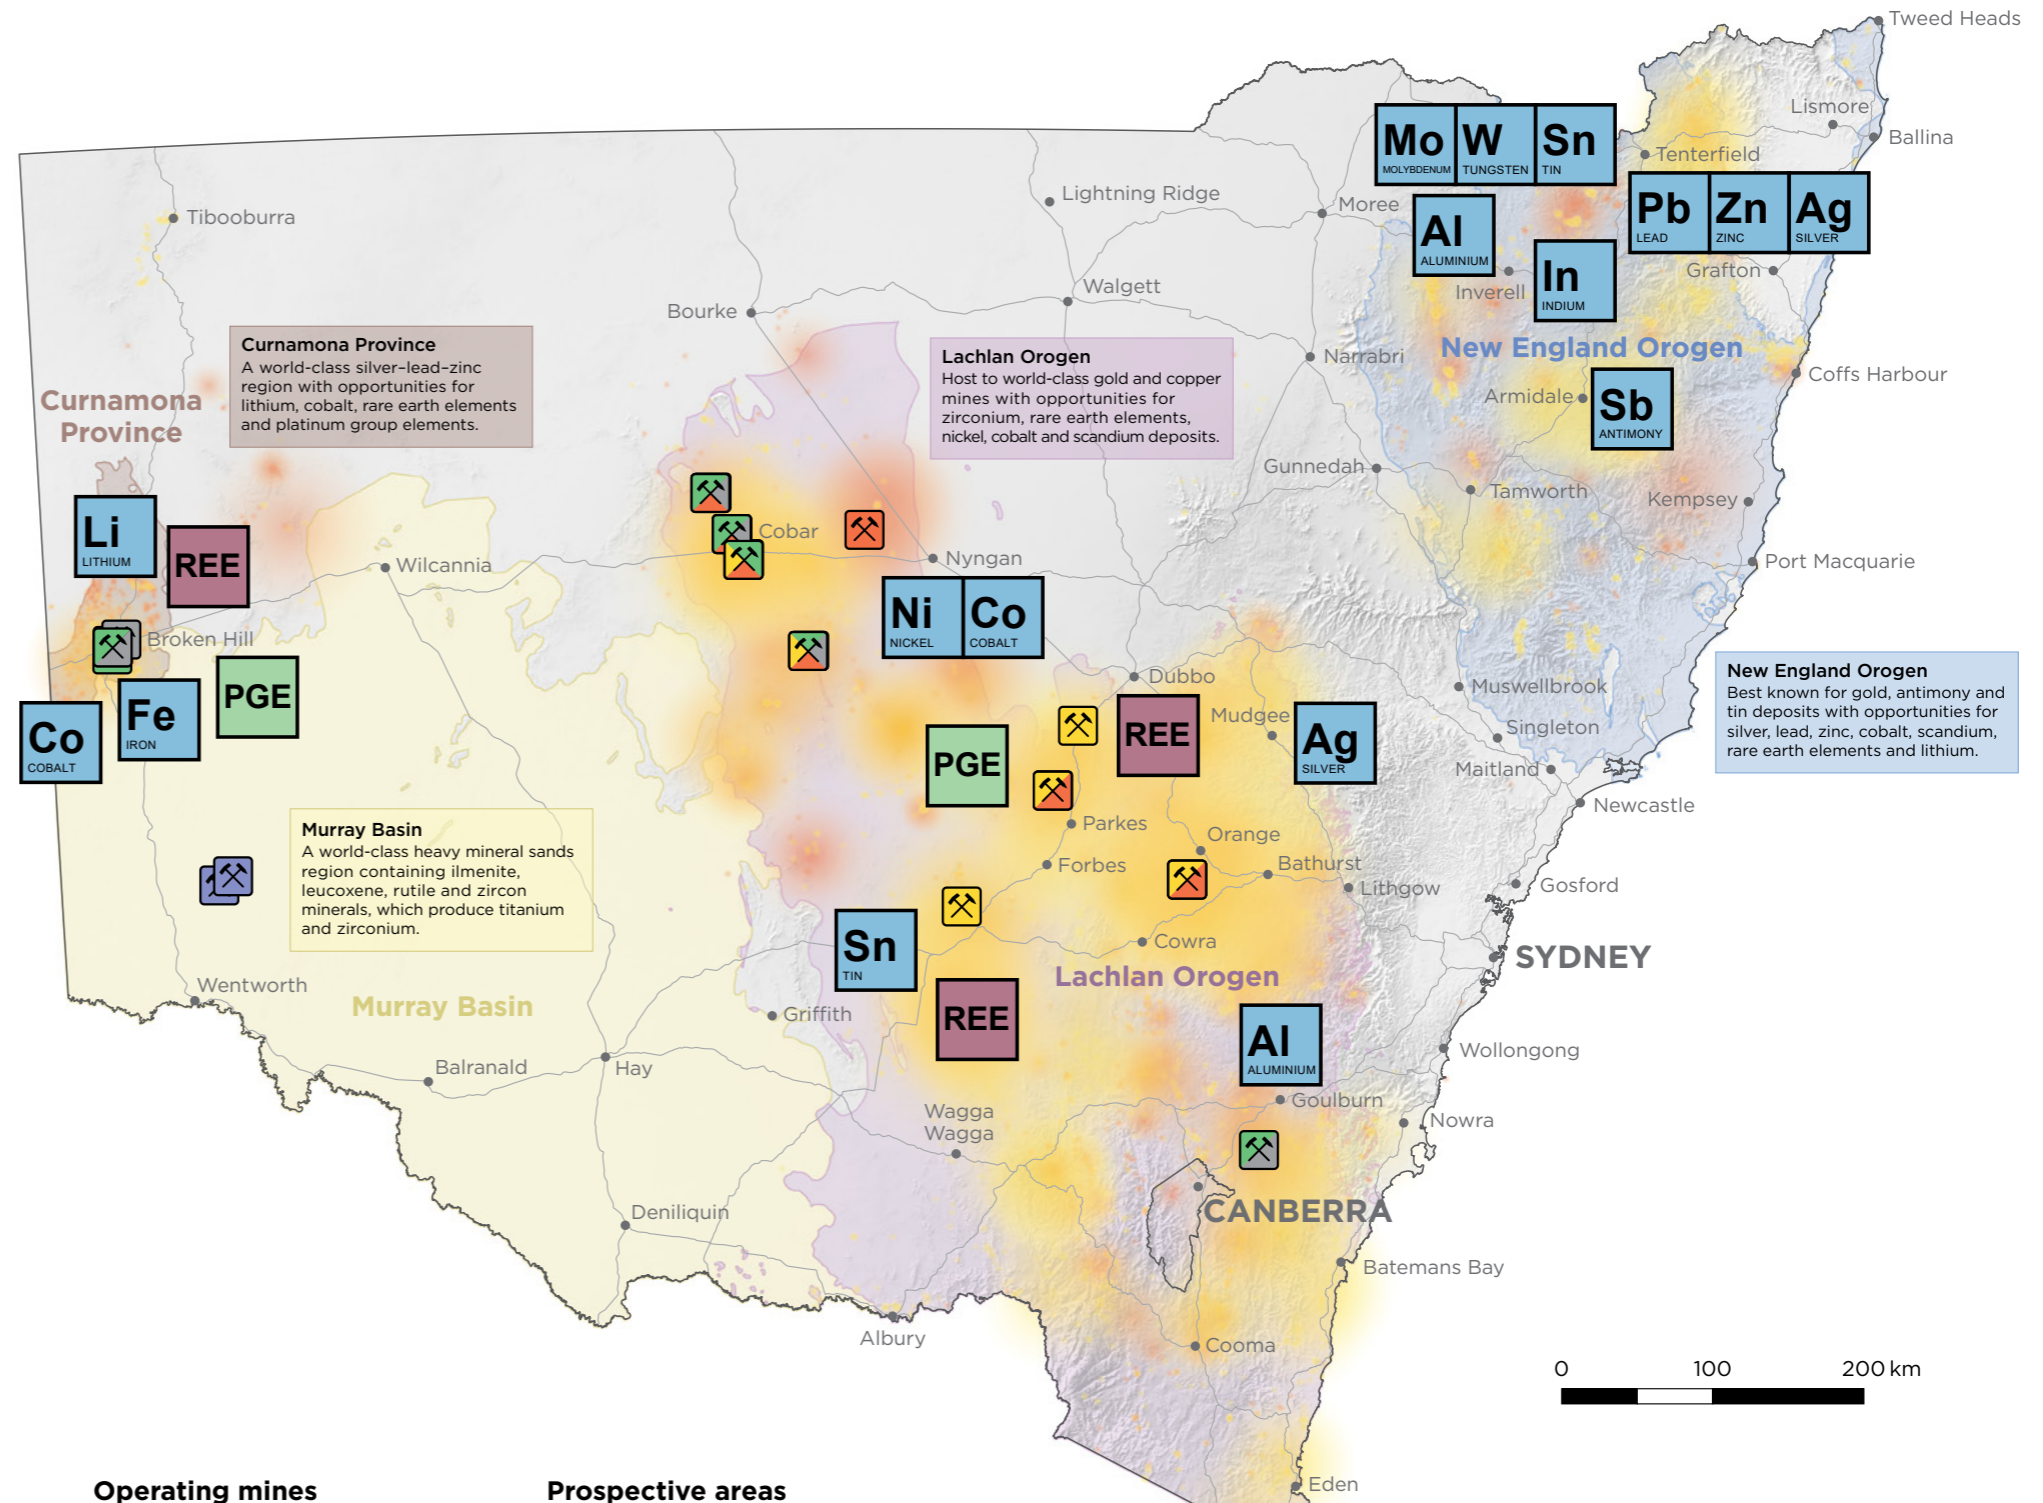 Tweed Heads
Lismore
Ballina
Mo
MOLYBDENUM
W
TUNGSTEN
Sn
TIN
Tenterfield
Lightning Ridge
Moree
Tibooburra
Pb
LEAD
Zn
ZINC
Ag
SILVER
Al
ALUMINIUM
In
INDIUM
Grafton
Inverell
Walgett
Bourke
Narrabri
New England Orogen
Coffs Harbour
Armidale
Sb
ANTIMONY
Curnamona Province
A world-class silver–lead–zinc
region with opportunities for
lithium, cobalt, rare earth elements
and platinum group elements.
Lachlan Orogen
Host to world-class gold and copper
mines with opportunities for
zirconium, rare earth elements,
nickel, cobalt and scandium deposits.
Curnamona
Province
Gunnedah
Tamworth
Kempsey
Li
LITHIUM
REE
Cobar
Wilcannia
Nyngan
Port Macquarie
Ni
NICKEL
Co
COBALT
Broken Hill
PGE
Fe
IRON
Co
COBALT
Dubbo
REE
Mudgee
Ag
SILVER
PGE
Muswellbrook
Singleton
Maitland
Newcastle
New England Orogen
Best known for gold, antimony and
tin deposits with opportunities for
silver, lead, zinc, cobalt, scandium,
rare earth elements and lithium.
Parkes
Orange
Forbes
Bathurst
Lithgow
Gosford
Murray Basin
A world-class heavy mineral sands
region containing ilmenite,
leucoxene, rutile and zircon
minerals, which produce titanium
and zirconium.
Sn
TIN
Cowra
SYDNEY
Lachlan Orogen
Wentworth
Murray Basin
Griffith
REE
Al
ALUMINIUM
Wollongong
Balranald
Hay
Goulburn
Nowra
Wagga
Wagga
CANBERRA
Deniliquin
Batemans Bay
Albury
Cooma
0
100
200 km
Eden
Operating mines
Prospective areas